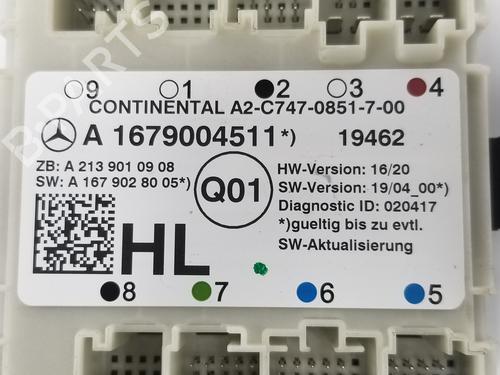 9 1 2 3 4
CONTINENTAL A2-C747-0851-7-00
A 1679004511*) 19462
ZB: A 213 901 09 08
SW: A 167 902 80 05*)
Q01
HW-Version: 16/20
SW-Version: 19/04_00*)
Diagnostic ID: 020417
*)gueltig bis zu evtl.
SW-Aktualisierung
HL
8 7 6 5
B-PARTS